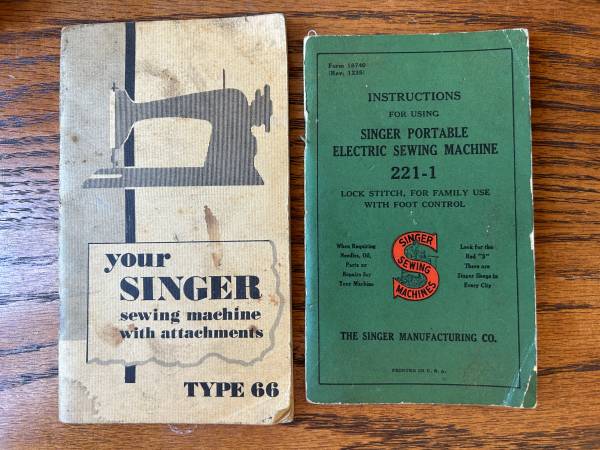 your
SINGER
sewing machine
with attachments
TYPE 66
Form 18740
(Rev. 1235)
INSTRUCTIONS
FOR USING
SINGER PORTABLE
ELECTRIC SEWING MACHINE
221-1
LOCK STITCH, FOR FAMILY USE
WITH FOOT CONTROL
When Requiring
Needles, Oil,
Parts or
Repairs for
Your Machine
SINGER
SEWING
MACHINES
Look for the
Red "S"
There are
Singer Shops in
Every City
THE SINGER MANUFACTURING CO.
PRINTED IN U. S. A.